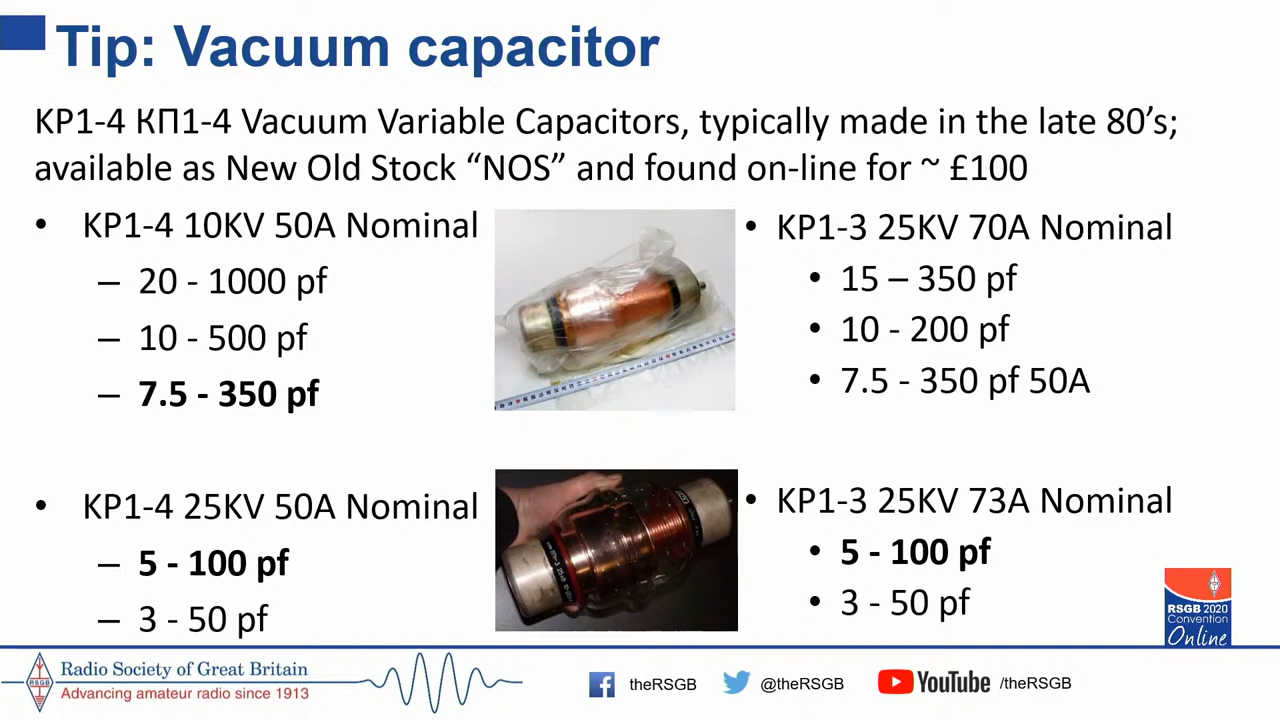 Tip: Vacuum capacitor
KP1-4 КП1-4 Vacuum Variable Capacitors, typically made in the late 80’s;
available as New Old Stock “NOS” and found on-line for ~ £100
• KP1-4 10KV 50A Nominal
– 20 - 1000 pf
– 10 - 500 pf
– 7.5 - 350 pf
• KP1-4 25KV 50A Nominal
– 5 - 100 pf
– 3 - 50 pf
• KP1-3 25KV 70A Nominal
• 15 – 350 pf
• 10 - 200 pf
• 7.5 - 350 pf 50A
• KP1-3 25KV 73A Nominal
• 5 - 100 pf
• 3 - 50 pf
RSGB 2020
Convention
Online
RSGB
Radio Society of Great Britain
Advancing amateur radio since 1913
theRSGB
@theRSGB
YouTube /theRSGB